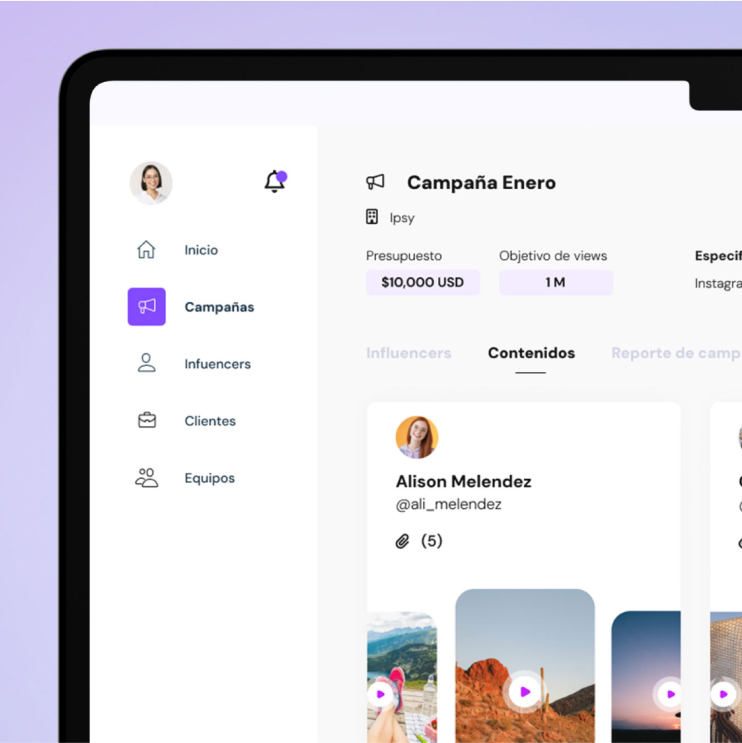 Campaña Enero
Ipsy
Inicio
Campañas
Infuencers
Clientes
Equipos
Presupuesto
$10,000 USD
Objetivo de views
1 M
Especif
Instagra
Influencers
Contenidos
Reporte de camp
Alison Melendez
@ali_melendez
(5)